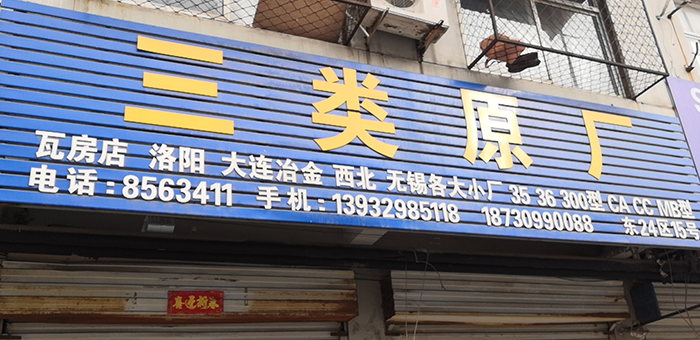 三类原厂
瓦房店 洛阳 大连冶金 西北 无锡各大小厂 35 36 300型 CA CC MB型
电话:8563411 手机:13932985118 18730990088 东24区15号